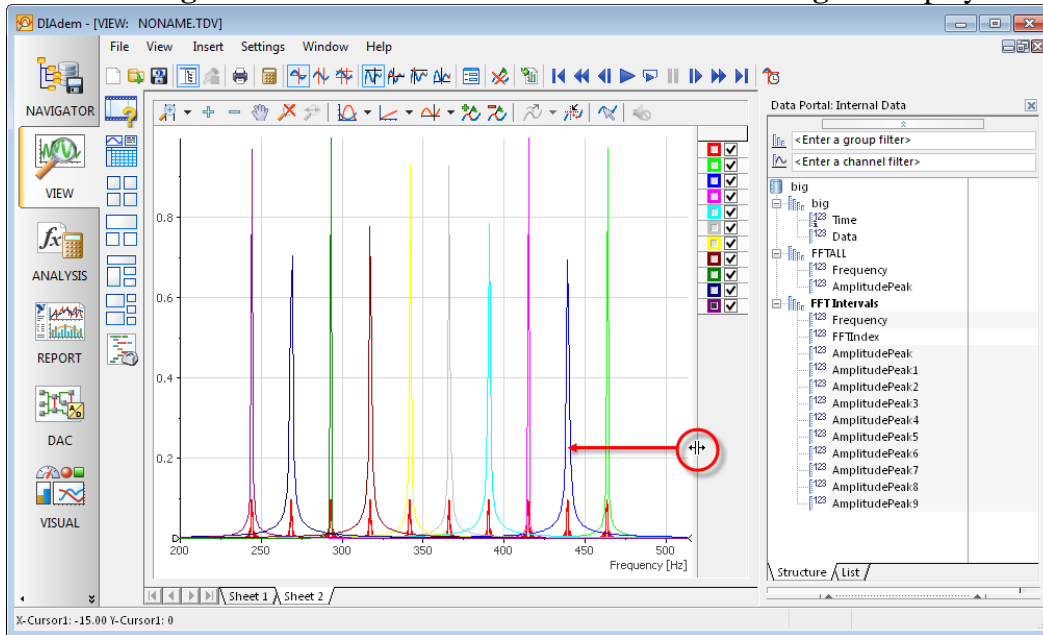 DIAdem - [VIEW: NONAME.TDV]
File View Insert Settings Window Help
NAVIGATOR
VIEW
ANALYSIS
REPORT
DAC
VISUAL
0.8
0.6
0.4
0.2
0
200 250 300 350 400 450 500
Frequency [Hz]
Sheet 1 Sheet 2
Data Portal: Internal Data
<Enter a group filter>
<Enter a channel filter>
big
big
Time
Data
FFTALL
Frequency
AmplitudePeak
FFT Intervals
Frequency
FFTIndex
AmplitudePeak
AmplitudePeak1
AmplitudePeak2
AmplitudePeak3
AmplitudePeak4
AmplitudePeak5
AmplitudePeak6
AmplitudePeak7
AmplitudePeak8
AmplitudePeak9
Structure List
X-Cursor1: -15.00 Y-Cursor1: 0